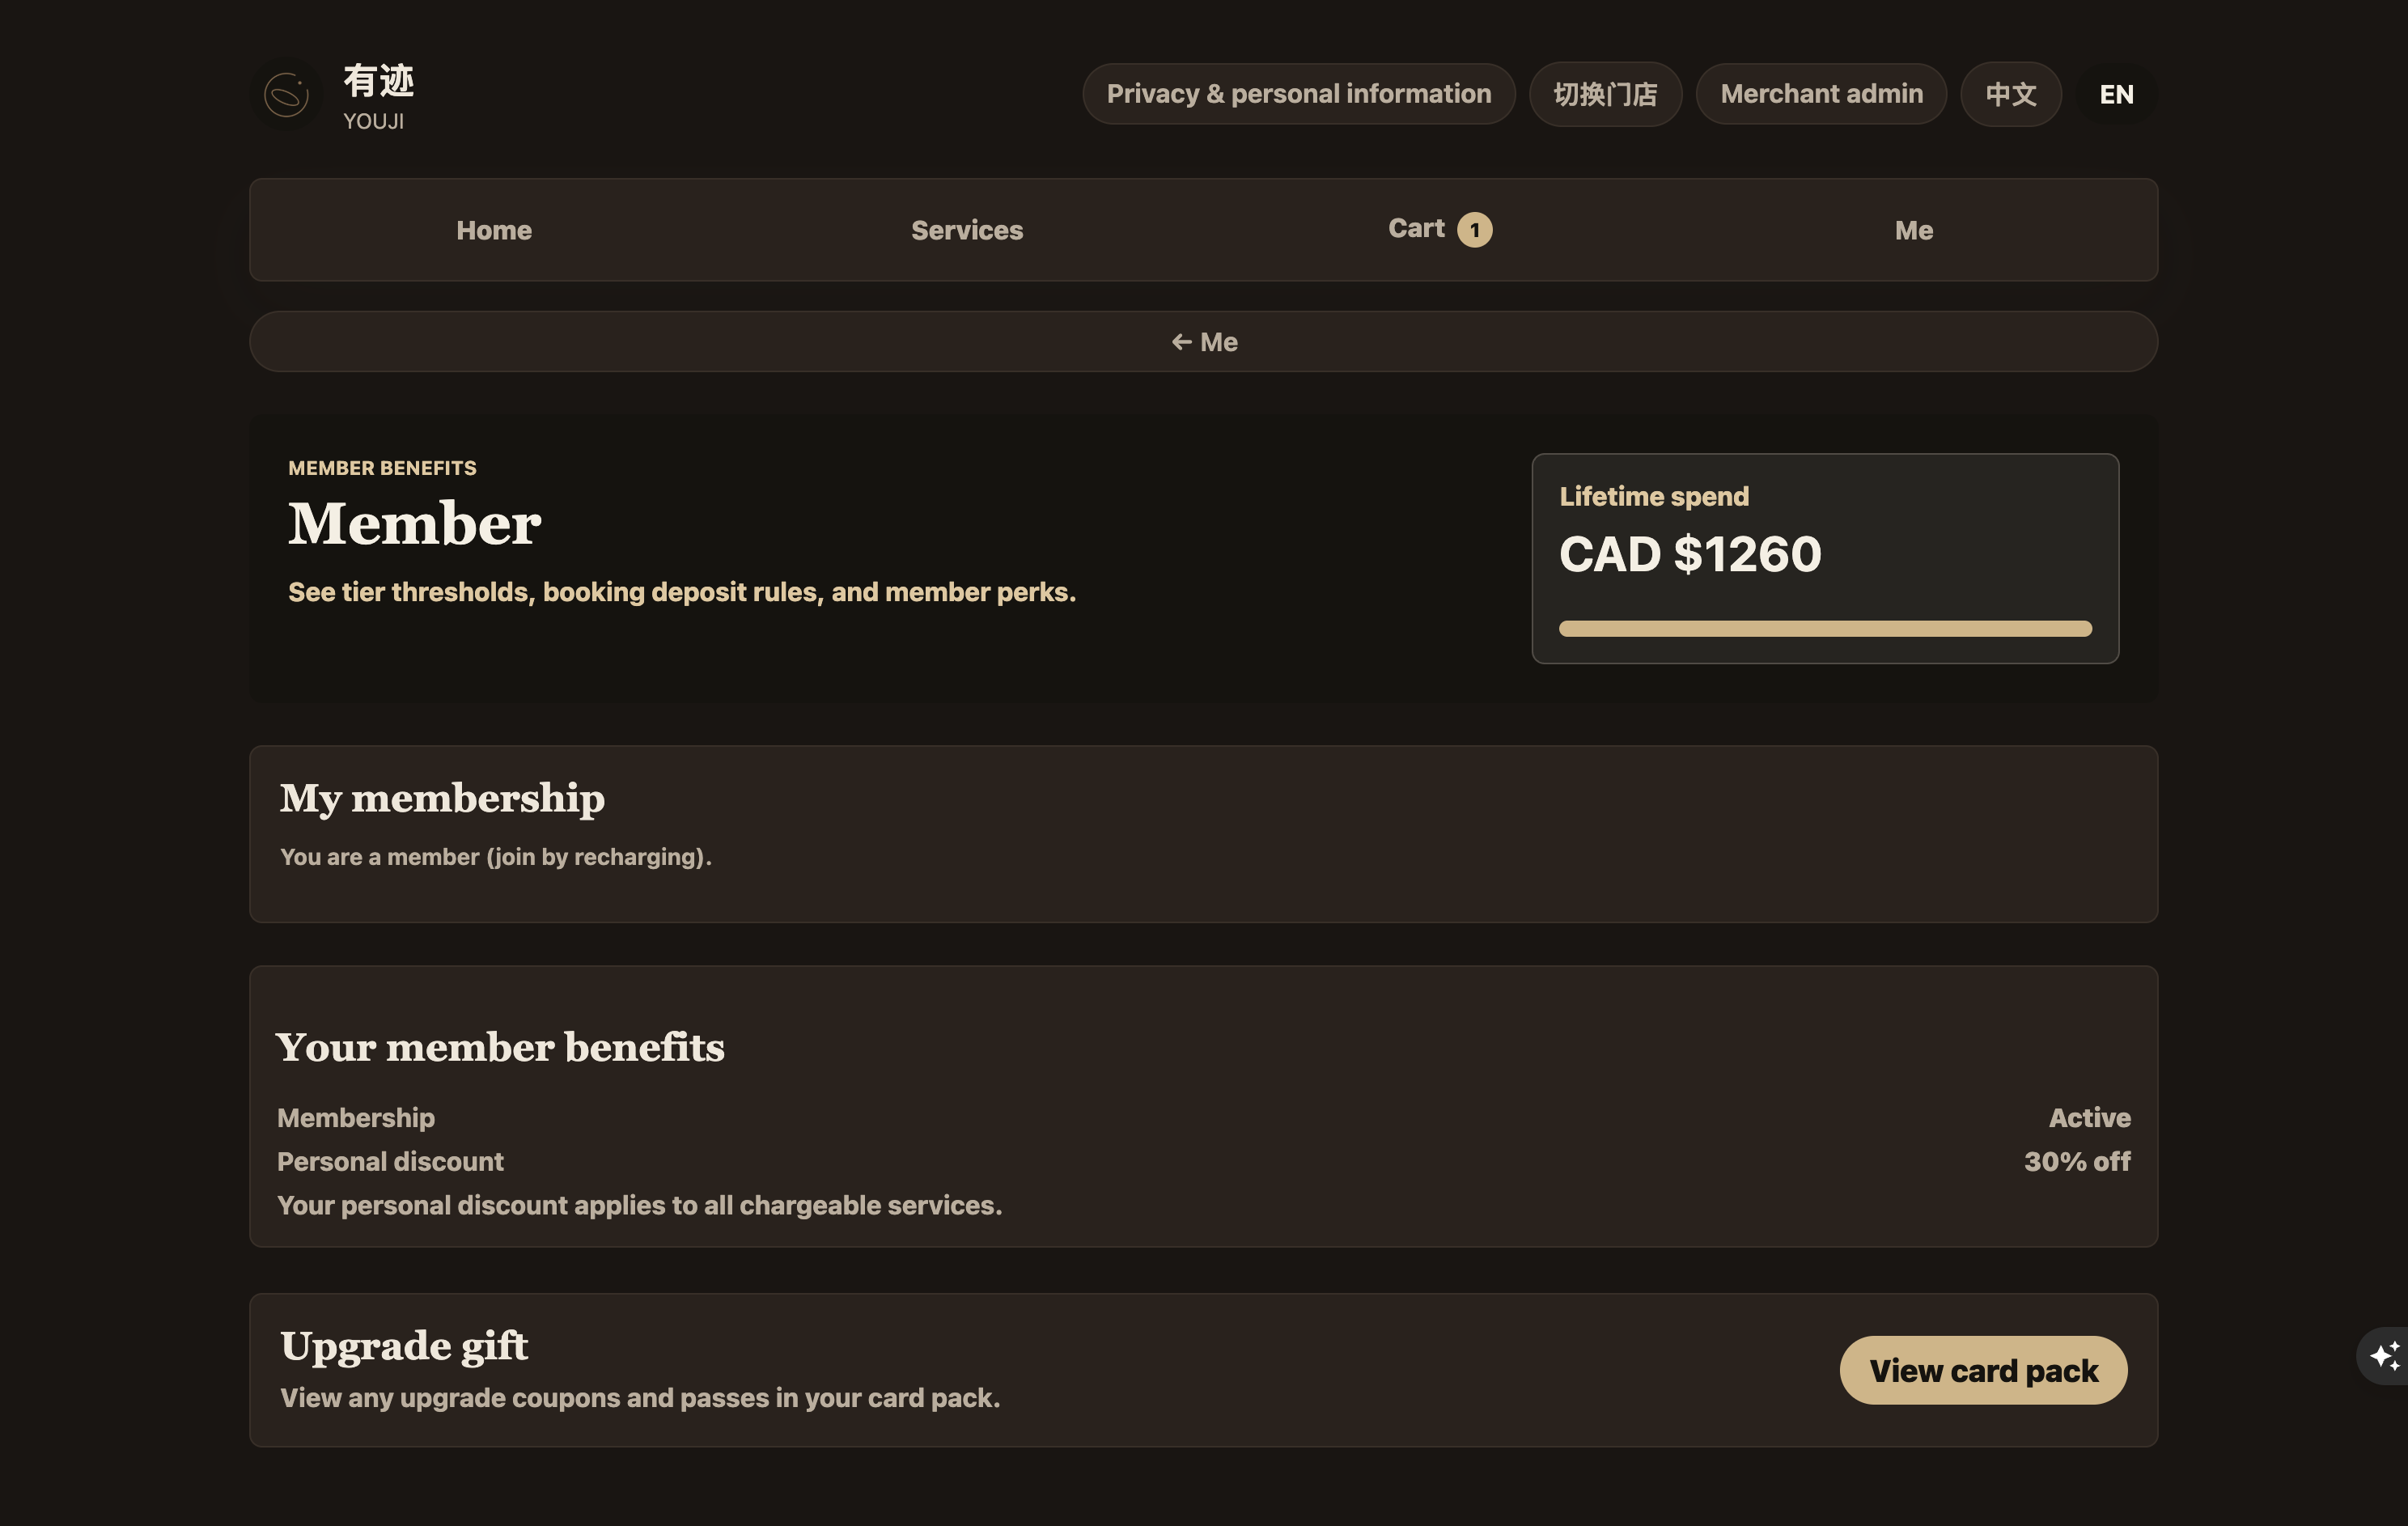 有迹
YOUJI
Privacy & personal information
切换门店
Merchant admin
中文
EN
Home
Services
Cart 1
Me
← Me
MEMBER BENEFITS
Member
See tier thresholds, booking deposit rules, and member perks.
Lifetime spend
CAD $1260
My membership
You are a member (join by recharging).
Your member benefits
Membership
Active
Personal discount
30% off
Your personal discount applies to all chargeable services.
Upgrade gift
View any upgrade coupons and passes in your card pack.
View card pack